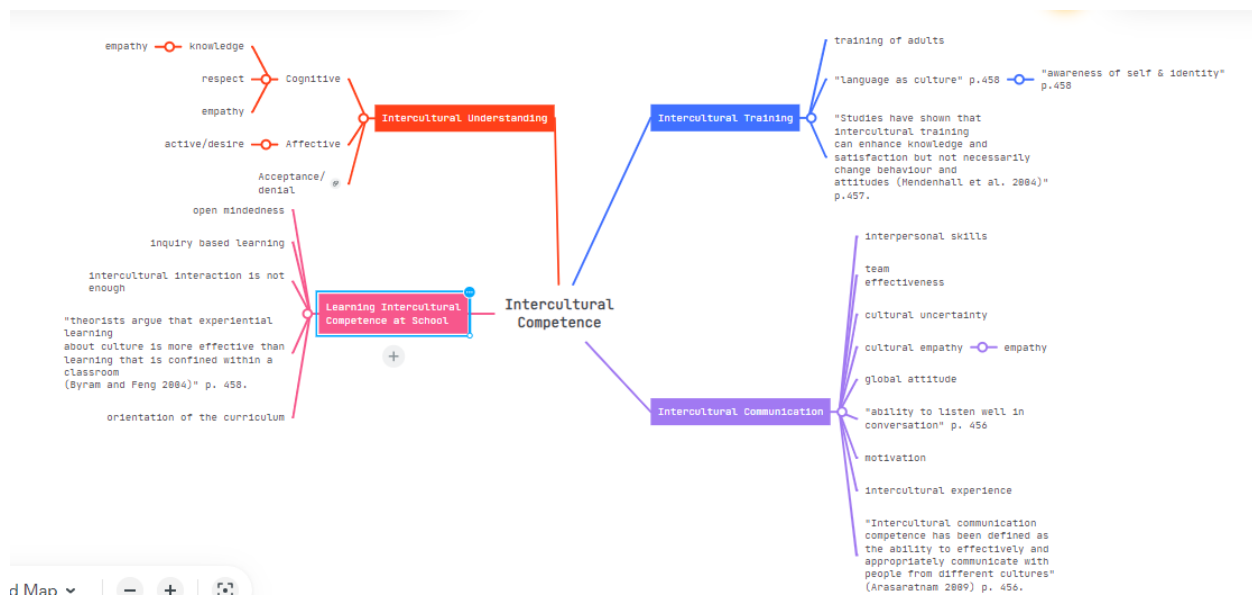 empathy
knowledge
respect
Cognitive
empathy
Intercultural Understanding
active/desire
Affective
Acceptance/
denial
open mindedness
inquiry based learning
intercultural interaction is not
enough
Learning Intercultural
Competence at School
"theorists argue that experiential
learning
about culture is more effective than
learning that is confined within a
classroom
(Byram and Feng 2004)" p. 458.
orientation of the curriculum
Intercultural
Competence
training of adults
"language as culture" p.458
"awareness of self & identity"
p.458
Intercultural Training
"Studies have shown that
intercultural training
can enhance knowledge and
satisfaction but not necessarily
change behaviour and
attitudes (Mendenhall et al. 2004)"
p.457.
interpersonal skills
team
effectiveness
cultural uncertainty
cultural empathy
empathy
global attitude
Intercultural Communication
"ability to listen well in
conversation" p. 456
motivation
intercultural experience
"Intercultural communication
competence has been defined as
the ability to effectively and
appropriately communicate with
people from different cultures"
(Arasaratnam 2009) p. 456.
d Map